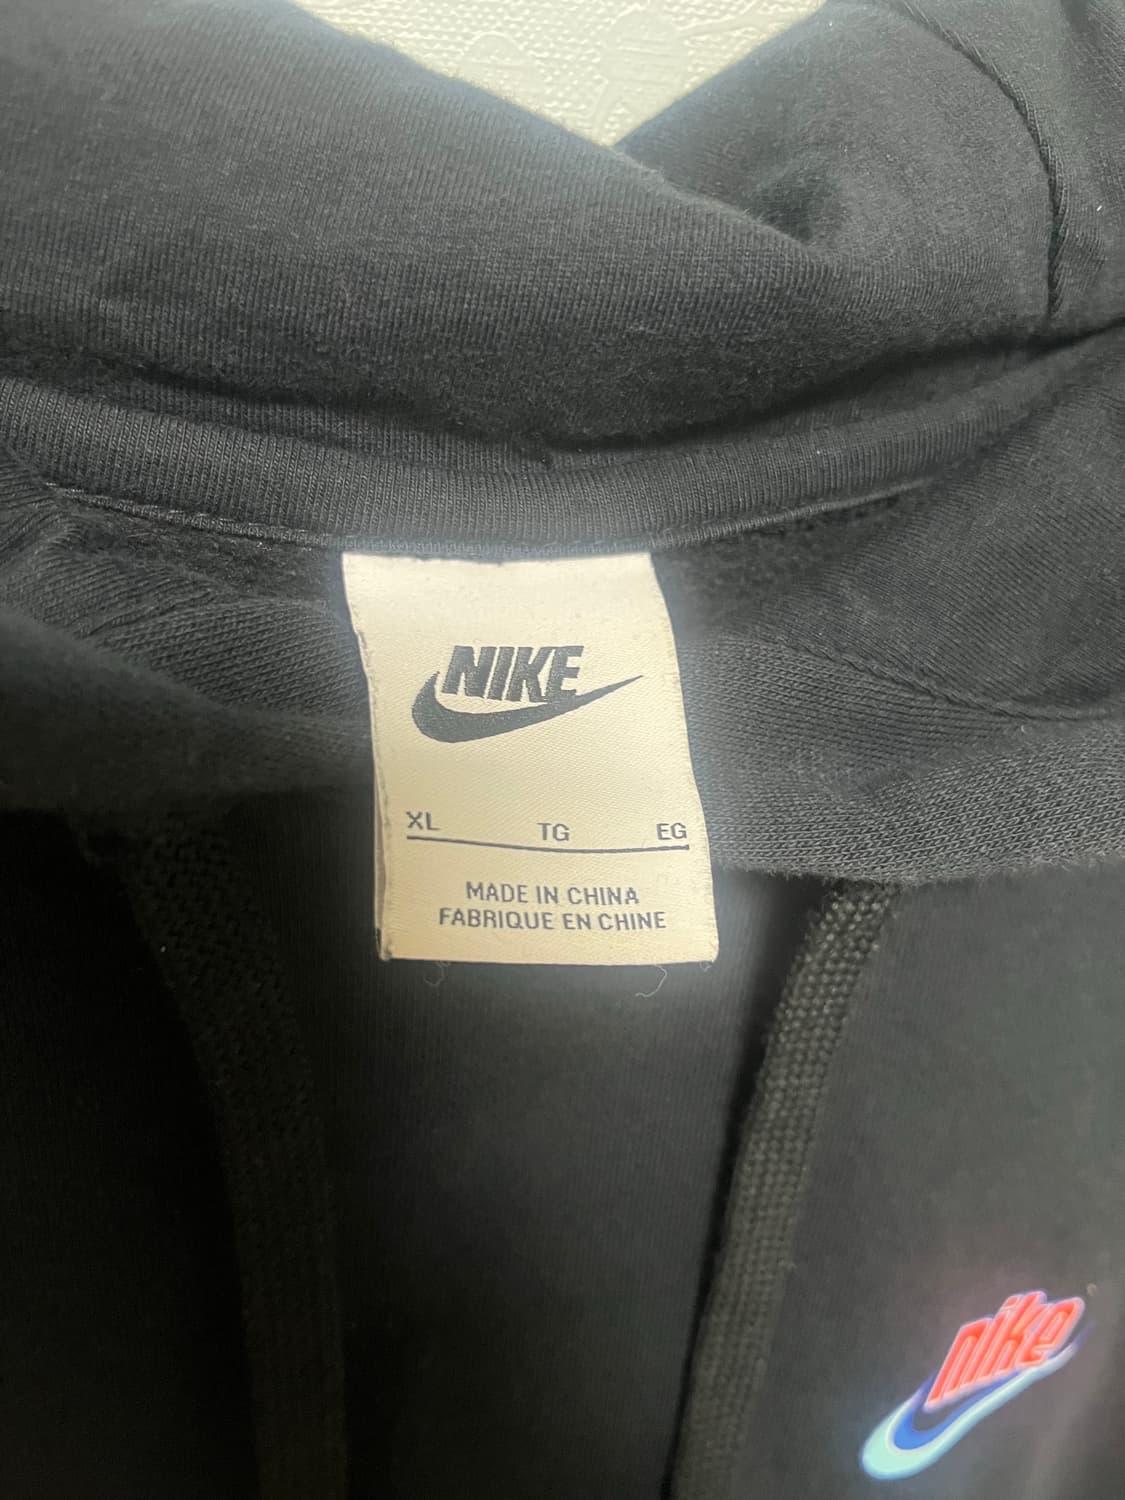 NIKE
XL TG EG
MADE IN CHINA
FABRIQUE EN CHINE
nike